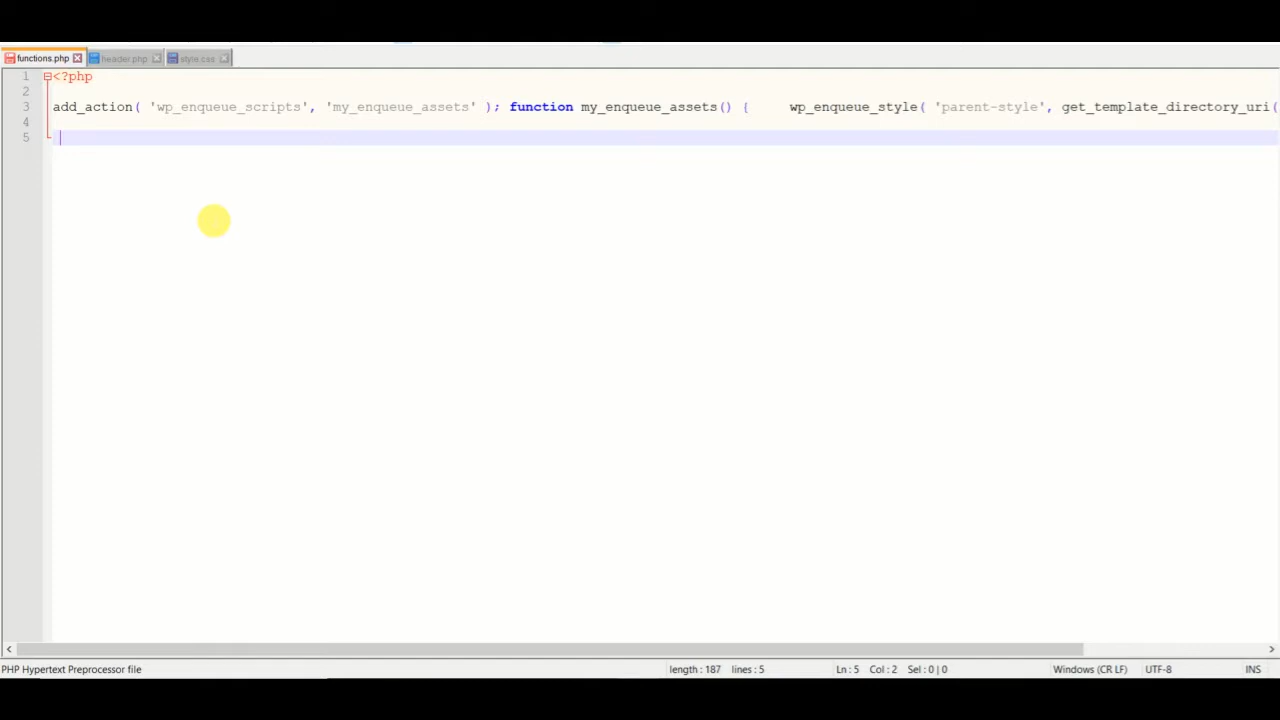 functions.php header.php style.css
1 <?php
2
3 add_action( 'wp_enqueue_scripts', 'my_enqueue_assets' ); function my_enqueue_assets() { wp_enqueue_style( 'parent-style', get_template_directory_uri(
4
5
PHP Hypertext Preprocessor file length : 187 lines : 5 Ln : 5 Col : 2 Sel : 0 | 0 Windows (CR LF) UTF-8 INS